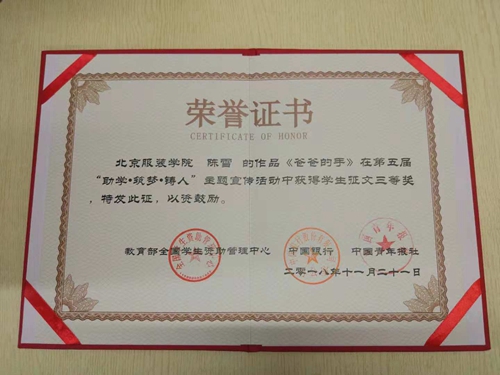 荣誉证书
CERTIFICATE OF HONOR
北京服装学院 陈雷 的作品《爸爸的手》在第五届
“助学•筑梦•铸人”主题宣传活动中获得学生征文三等奖
，特发此证，以资鼓励。
教育部全国学生资助管理中心 中国银行 中国青年报社
二零一八年十一月二十一日